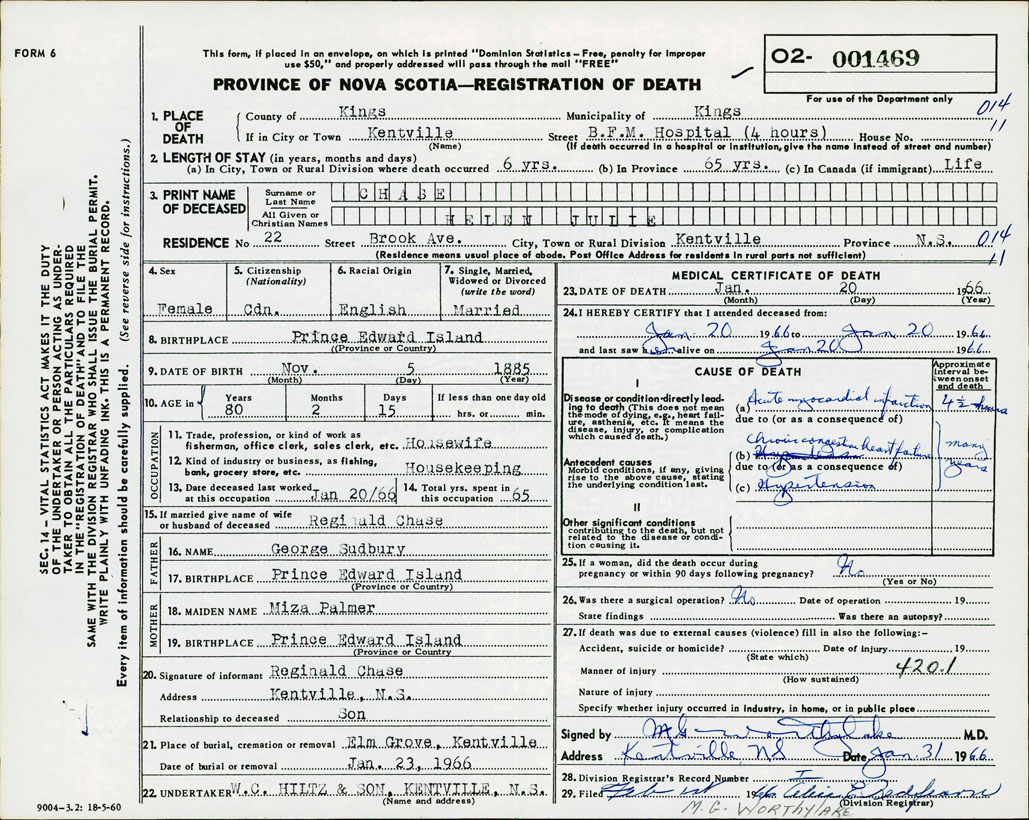 FORM 6
This form, if placed in an envelope, on which is printed "Dominion Statistics – Free, penalty for improper
use $50," and properly addressed will pass through the mail "FREE"
PROVINCE OF NOVA SCOTIA—REGISTRATION OF DEATH
O2- 001469
For use of the Department only
014
11
1. PLACE OF DEATH
County of Kings Municipality of Kings
If in City or Town Kentville Street B.F.M. Hospital (4 hours) House No.
(Name) (If death occurred in a hospital or institution, give the name instead of street and number)
2. LENGTH OF STAY (in years, months and days)
(a) In City, Town or Rural Division where death occurred 6 yrs. (b) In Province 65 yrs. (c) In Canada (if immigrant) Life
3. PRINT NAME OF DECEASED
Surname or Last Name CHASE
All Given or Christian Names HELEN JULIE
RESIDENCE No 22 Street Brook Ave. City, Town or Rural Division Kentville Province N.S. 014
(Residence means usual place of abode. Post Office Address for residents in rural parts not sufficient) 11
4. Sex
Female
5. Citizenship (Nationality)
Cdn.
6. Racial Origin
English
7. Single, Married, Widowed or Divorced (write the word)
Married
8. BIRTHPLACE Prince Edward Island
(Province or Country)
9. DATE OF BIRTH Nov. 5 1885
(Month) (Day) (Year)
10. AGE in Years 80 Months 2 Days 15 If less than one day old hrs. or min.
OCCUPATION
11. Trade, profession, or kind of work as
fisherman, office clerk, sales clerk, etc. Housewife
12. Kind of industry or business, as fishing,
bank, grocery store, etc. Housekeeping
13. Date deceased last worked at this occupation Jan 20/66
14. Total yrs. spent in this occupation 65
15. If married give name of wife
or husband of deceased Reginald Chase
FATHER
16. NAME George Sudbury
17. BIRTHPLACE Prince Edward Island
(Province or Country)
MOTHER
18. MAIDEN NAME Miza Palmer
19. BIRTHPLACE Prince Edward Island
(Province or Country)
20. Signature of informant Reginald Chase
Address Kentville, N.S.
Relationship to deceased Son
21. Place of burial, cremation or removal Elm Grove, Kentville
Date of burial or removal Jan. 23, 1966
22. UNDERTAKER W.C. HILTZ & SON, KENTVILLE, N.S.
(Name and address)
MEDICAL CERTIFICATE OF DEATH
23. DATE OF DEATH Jan. 20 1966
(Month) (Day) (Year)
24. I HEREBY CERTIFY that I attended deceased from:
Jan 20 1966 to Jan 20 1966
and last saw her alive on Jan 20 1966
CAUSE OF DEATH
Approximate interval between onset and death
I
Disease or condition directly leading to death (This does not mean the mode of dying, e.g., heart failure, asthenia, etc. It means the disease, injury, or complication which caused death.)
(a) Acute myocardial infarction 4½ hours
due to (or as a consequence of)
Antecedent causes
Morbid conditions, if any, giving rise to the above cause, stating the underlying condition last.
(b) Chronic congestive heart failure many years
due to (or as a consequence of)
(c) Hypertension
II
Other significant conditions
contributing to the death, but not related to the disease or condition causing it.
25. If a woman, did the death occur during
pregnancy or within 90 days following pregnancy? No
(Yes or No)
26. Was there a surgical operation? No Date of operation 19
State findings Was there an autopsy?
27. If death was due to external causes (violence) fill in also the following:–
Accident, suicide or homicide? Date of injury 19
(State which)
Manner of injury 420.1
(How sustained)
Nature of injury
Specify whether injury occurred in industry, in home, or in public place
Signed by M G Worthylake M.D.
Address Kentville NS Date Jan 31 1966
28. Division Registrar's Record Number I
29. Filed Feb 1st 1966
(Division Registrar)
M. G. WORTHYLAKE
SEC. 14 – VITAL STATISTICS ACT MAKES IT THE DUTY
OF THE UNDERTAKER OR PERSON ACTING AS UNDER-
TAKER TO OBTAIN ALL THE PARTICULARS REQUIRED
IN THE "REGISTRATION OF DEATH" AND TO FILE THE
SAME WITH THE DIVISION REGISTRAR WHO SHALL ISSUE THE BURIAL PERMIT.
WRITE PLAINLY WITH UNFADING INK. THIS IS A PERMANENT RECORD.
Every item of information should be carefully supplied. (See reverse side for instructions.)
9004–3.2: 18-5-60